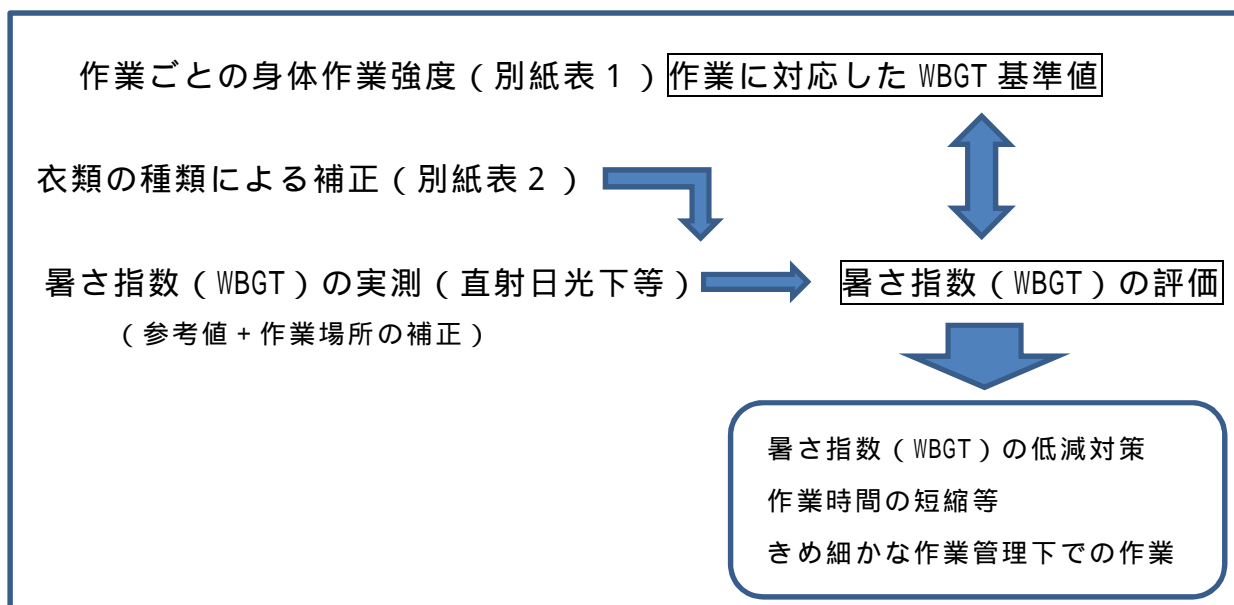 作業ごとの身体作業強度(別紙表1)作業に対応したWBGT基準値
衣類の種類による補正(別紙表2)
暑さ指数(WBGT)の実測(直射日光下等)
(参考値+作業場所の補正)
暑さ指数(WBGT)の評価
暑さ指数(WBGT)の低減対策
作業時間の短縮等
きめ細かな作業管理下での作業